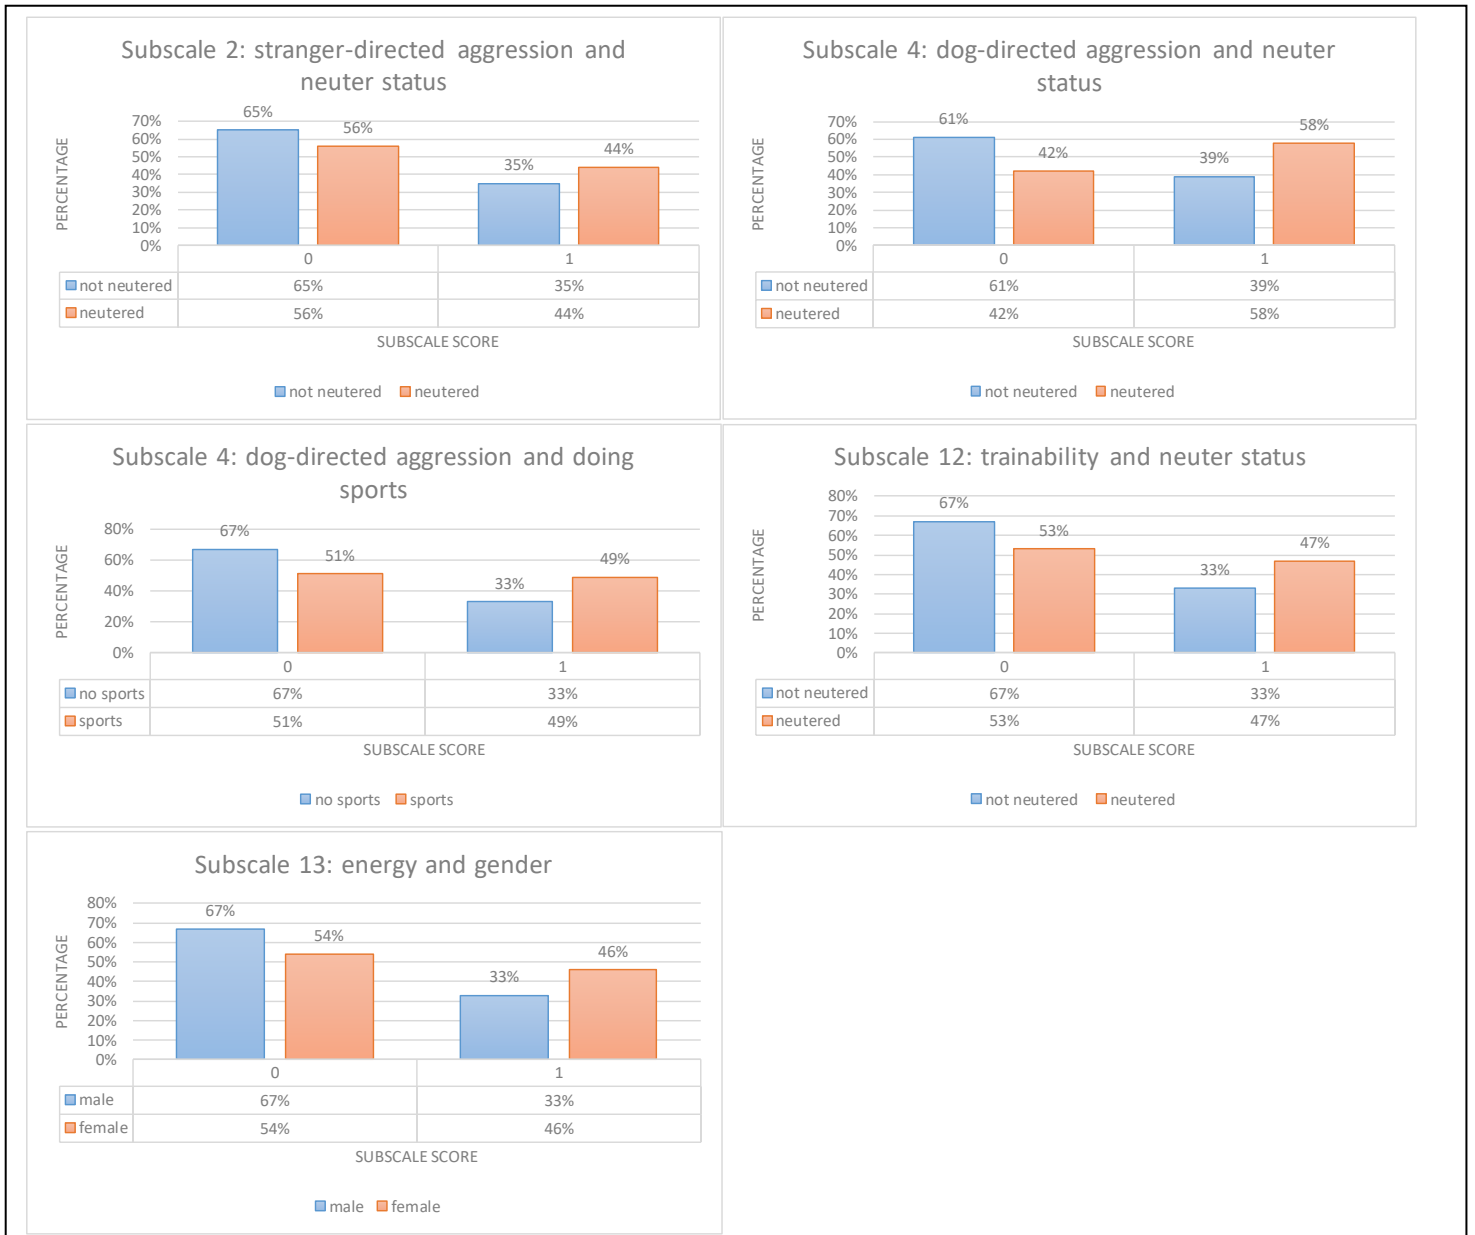 Subscale 2: stranger-directed aggression and
neuter status
PERCENTAGE
70%
60%
50%
40%
30%
20%
10%
0%
65%
56%
35%
44%
0 1
not neutered 65% 35%
neutered 56% 44%
SUBSCALE SCORE
not neutered neutered
Subscale 4: dog-directed aggression and neuter
status
PERCENTAGE
70%
60%
50%
40%
30%
20%
10%
0%
61%
42%
39%
58%
0 1
not neutered 61% 39%
neutered 42% 58%
SUBSCALE SCORE
not neutered neutered
Subscale 4: dog-directed aggression and doing
sports
PERCENTAGE
80%
60%
40%
20%
0%
67%
51%
33%
49%
0 1
no sports 67% 33%
sports 51% 49%
SUBSCALE SCORE
no sports sports
Subscale 12: trainability and neuter status
PERCENTAGE
80%
70%
60%
50%
40%
30%
20%
10%
0%
67%
53%
33%
47%
0 1
not neutered 67% 33%
neutered 53% 47%
SUBSCALE SCORE
not neutered neutered
Subscale 13: energy and gender
PERCENTAGE
80%
70%
60%
50%
40%
30%
20%
10%
0%
67%
54%
33%
46%
0 1
male 67% 33%
female 54% 46%
SUBSCALE SCORE
male female